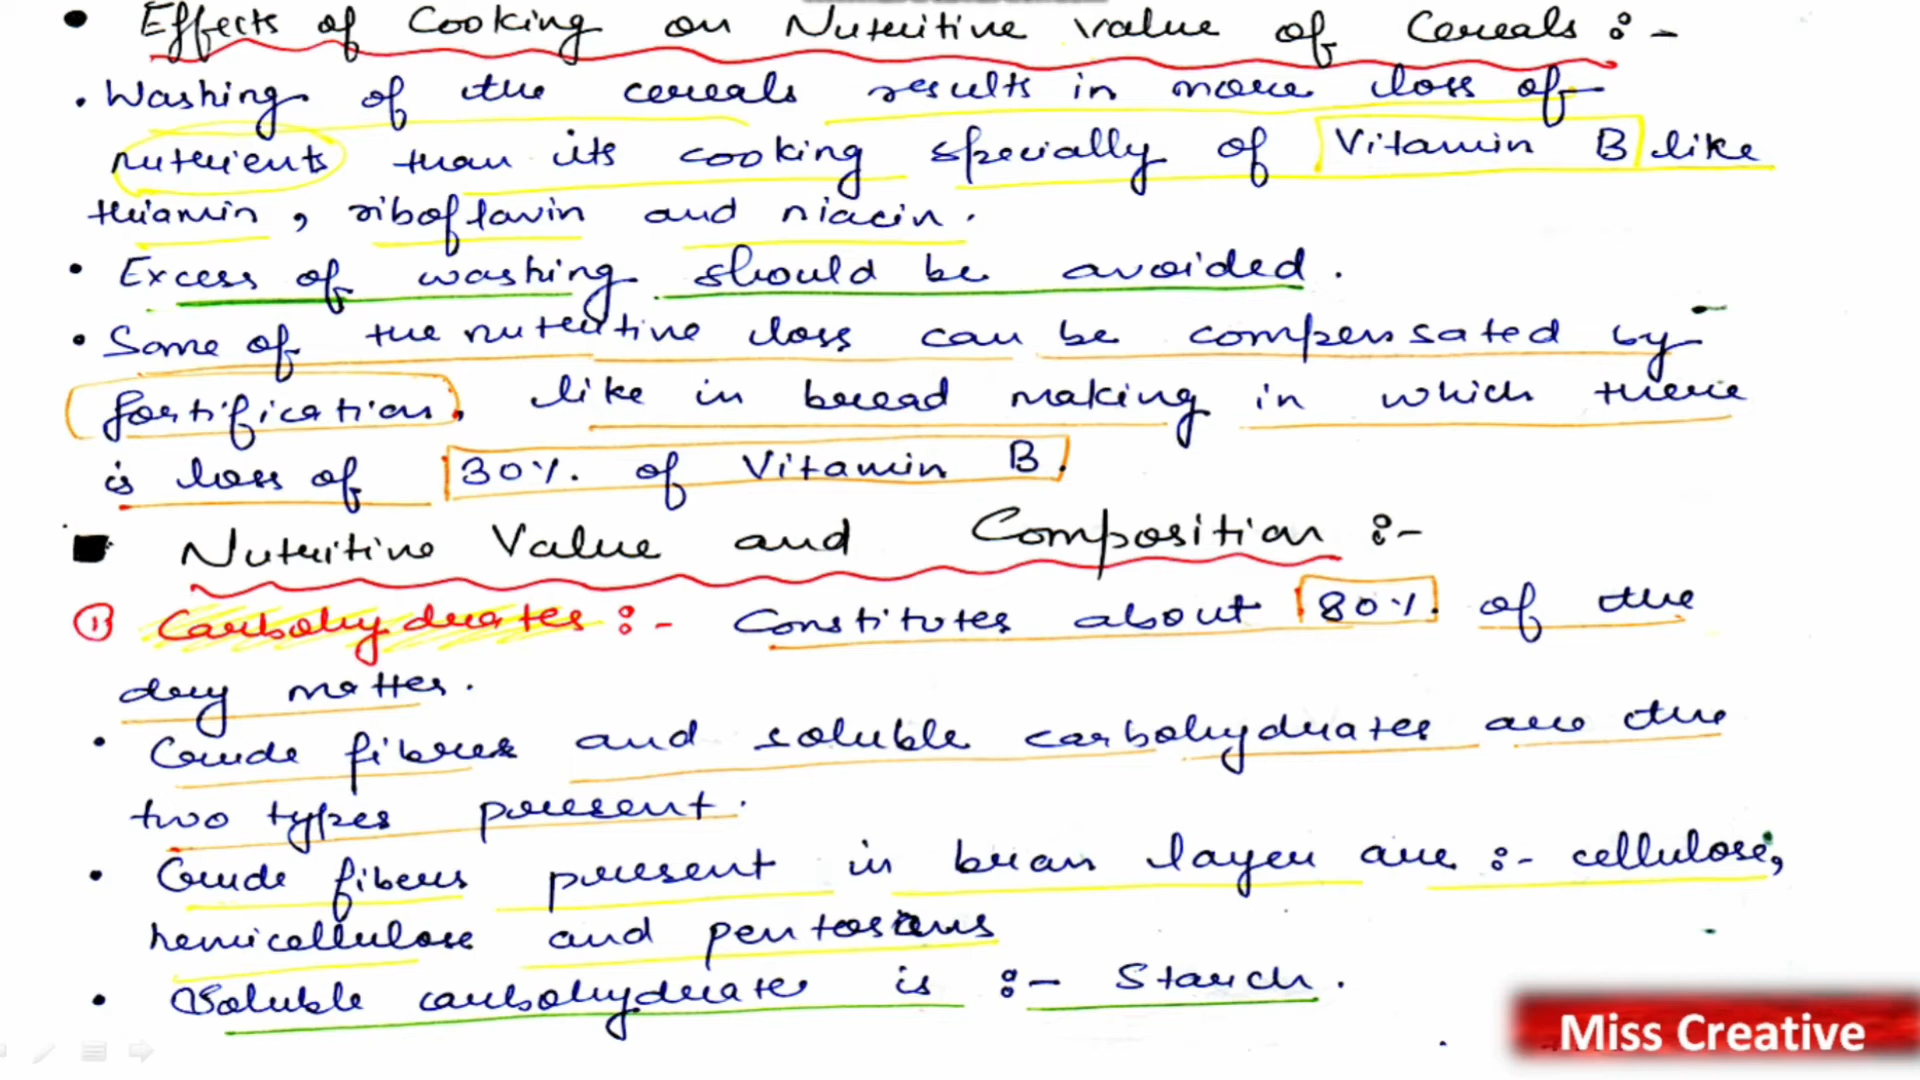 • Effects of Cooking on Nutritive value of Cereals :-
• Washing of the cereals results in more loss of
nutrients than its cooking specially of Vitamin B like
thiamin, riboflavin and niacin.
• Excess of washing should be avoided.
• Some of the nutritive loss can be compensated by
fortification, like in bread making in which there
is loss of 30% of Vitamin B.
■ Nutritive Value and Composition :-
1) Carbohydrates :- Constitutes about 80% of the
dry matter.
• Crude fibres and soluble carbohydrates are the
two types present.
• Crude fibers present in bran layer are :- cellulose,
hemicellulose and pentosans
• Soluble carbohydrate is :- Starch.
Miss Creative